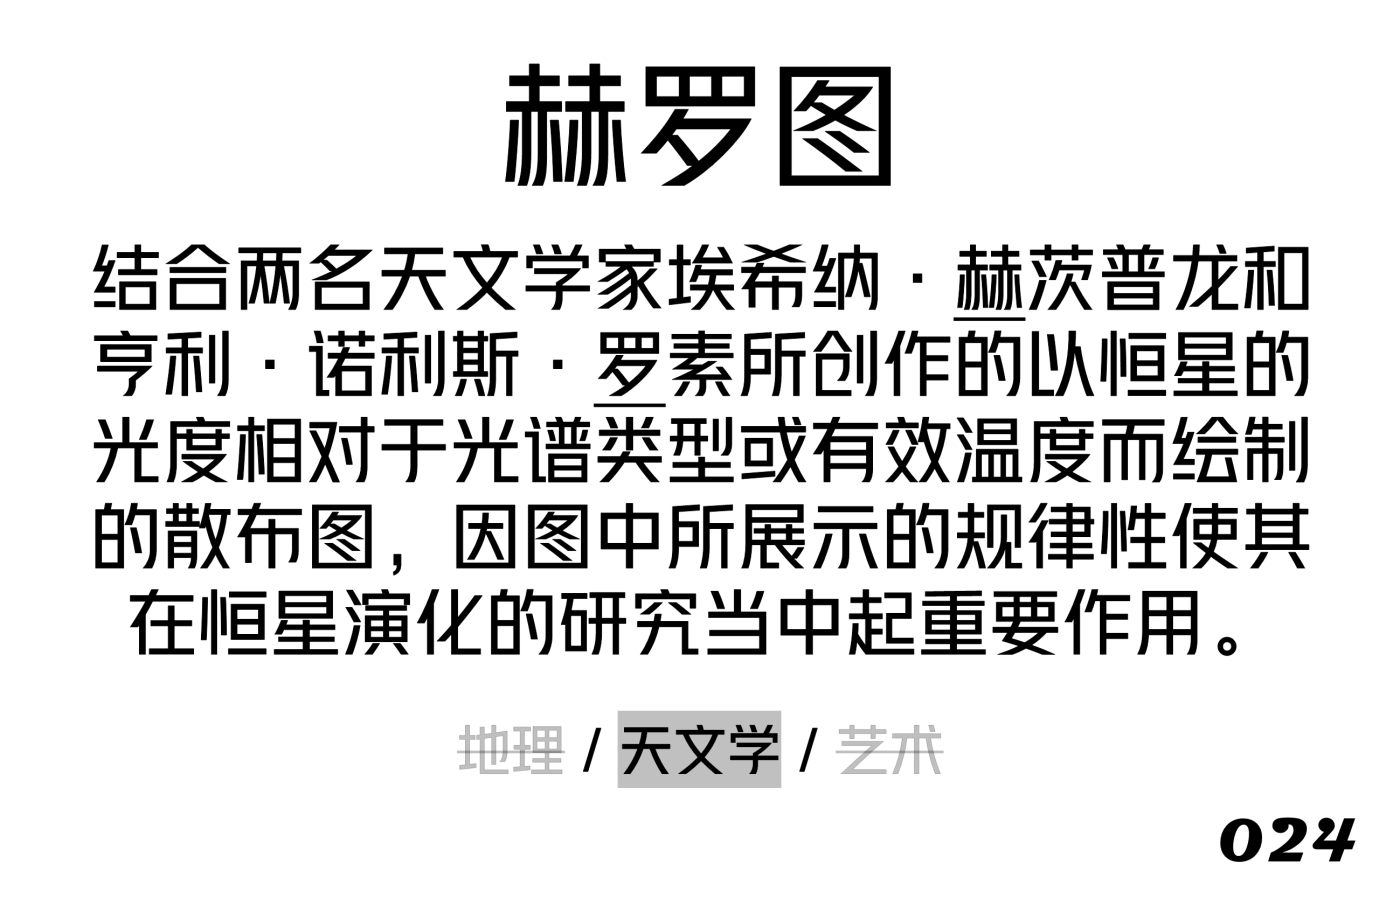 赫罗图
结合两名天文学家埃希纳·赫茨普龙和
亨利·诺利斯·罗素所创作的以恒星的
光度相对于光谱类型或有效温度而绘制
的散布图，因图中所展示的规律性使其
在恒星演化的研究当中起重要作用。
地理 / 天文学 / 艺术
024